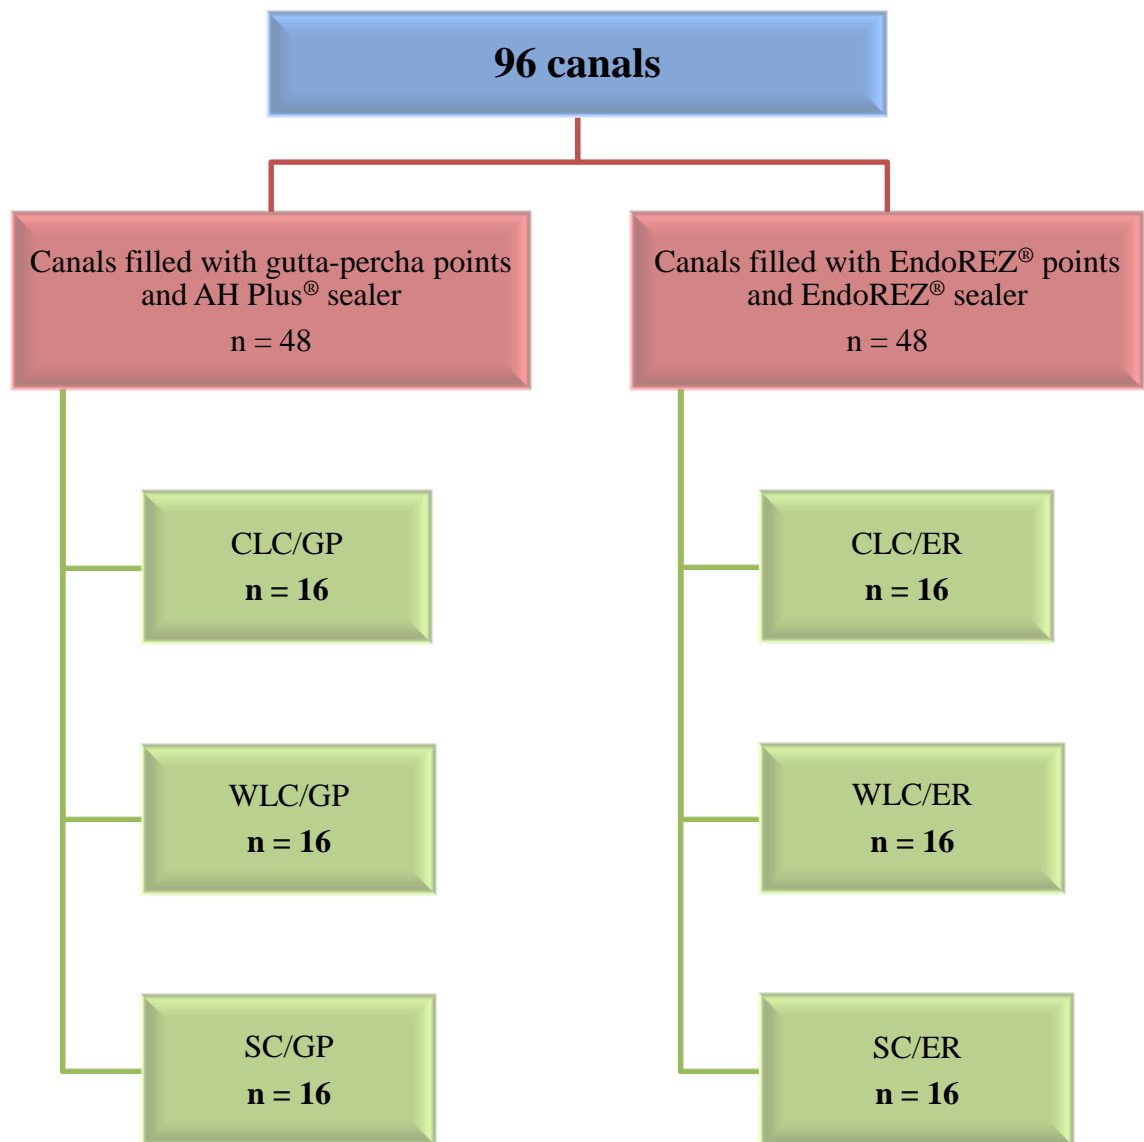 96 canals
Canals filled with gutta-percha points
and AH Plus® sealer
n = 48
Canals filled with EndoREZ® points
and EndoREZ® sealer
n = 48
CLC/GP
n = 16
CLC/ER
n = 16
WLC/GP
n = 16
WLC/ER
n = 16
SC/GP
n = 16
SC/ER
n = 16